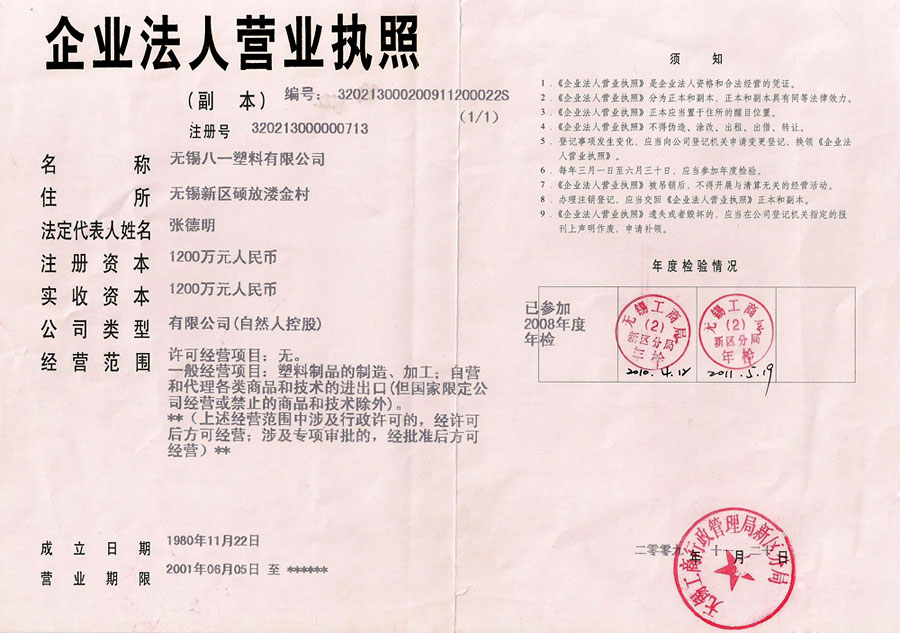 企业法人营业执照
(副 本) 编号: 320213000200911200022S
(1/1)
注册号 320213000000713
名称 无锡八一塑料有限公司
住所 无锡新区硕放溇金村
法定代表人姓名 张德明
注册资本 1200万元人民币
实收资本 1200万元人民币
公司类型 有限公司(自然人控股)
经营范围 许可经营项目: 无。
一般经营项目: 塑料制品的制造、加工; 自营
和代理各类商品和技术的进出口(但国家限定公
司经营或禁止的商品和技术除外)。
**(上述经营范围中涉及行政许可的, 经许可
后方可经营; 涉及专项审批的, 经批准后方可
经营)**
成立日期 1980年11月22日
营业期限 2001年06月05日 至 ******
须知
1.《企业法人营业执照》是企业法人资格和合法经营的凭证。
2.《企业法人营业执照》分为正本和副本, 正本和副本具有同等法律效力。
3.《企业法人营业执照》正本应当置于住所的醒目位置。
4.《企业法人营业执照》不得伪造、涂改、出租、出借、转让。
5.登记事项发生变化, 应当向公司登记机关申请变更登记, 换领《企业法
人营业执照》。
6.每年三月一日至六月三十日, 应当参加年度检验。
7.《企业法人营业执照》被吊销后, 不得开展与清算无关的经营活动。
8.办理注销登记, 应当交回《企业法人营业执照》正本和副本。
9.《企业法人营业执照》遗失或者毁坏的, 应当在公司登记机关指定的报
刊上声明作废, 申请补领。
年度检验情况
已参加
2008年度
年检
无锡工商局
(2)
新区分局
年检
2010.4.12
无锡工商局
(2)
新区分局
年检
2011.5.19
无锡工商行政管理局新区分局
二零零九年十一月二十日